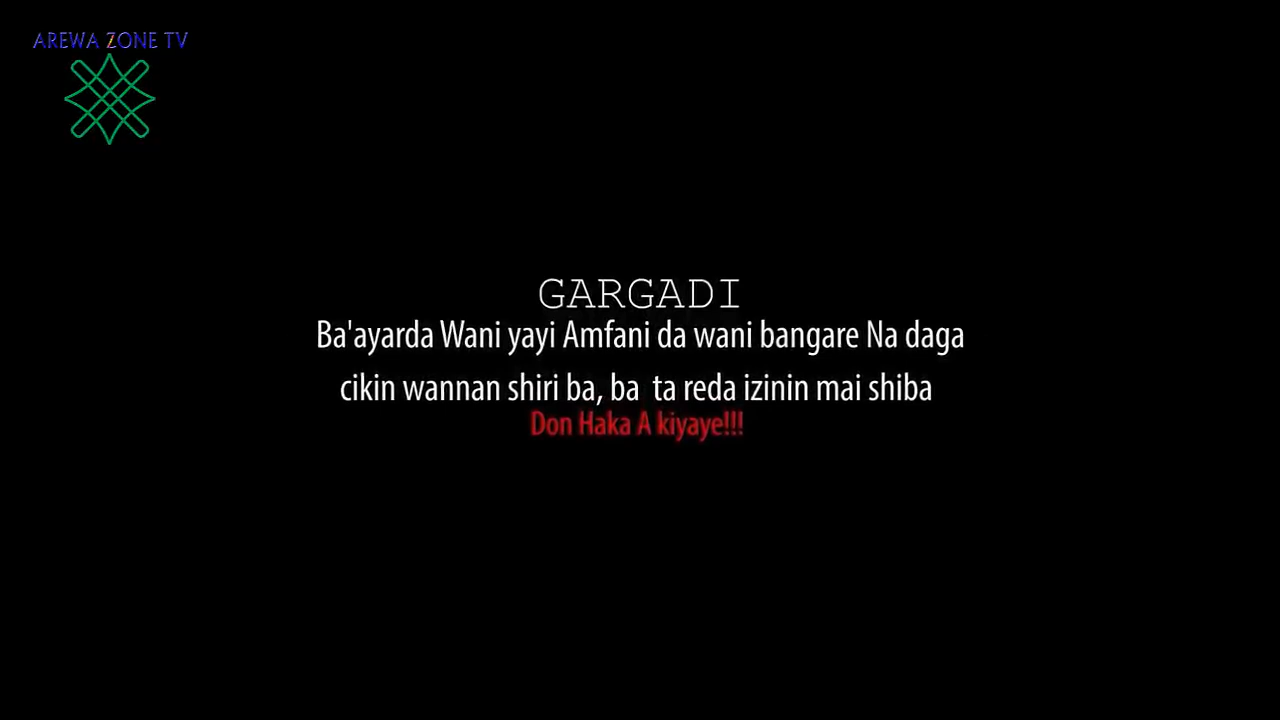 AREWA ZONE TV
GARGADI
Ba'ayarda Wani yayi Amfani da wani bangare Na daga
cikin wannan shiri ba, ba ta reda izinin mai shiba
Don Haka A kiyaye!!!